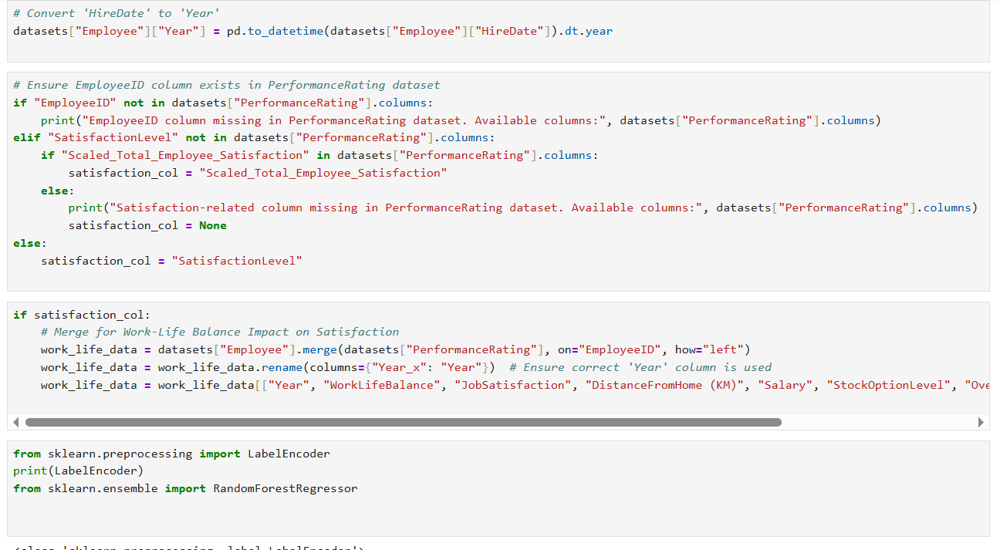 # Convert 'HireDate' to 'Year'
datasets["Employee"]["Year"] = pd.to_datetime(datasets["Employee"]["HireDate"]).dt.year
# Ensure EmployeeID column exists in PerformanceRating dataset
if "EmployeeID" not in datasets["PerformanceRating"].columns:
    print("EmployeeID column missing in PerformanceRating dataset. Available columns:", datasets["PerformanceRating"].columns)
elif "SatisfactionLevel" not in datasets["PerformanceRating"].columns:
    if "Scaled_Total_Employee_Satisfaction" in datasets["PerformanceRating"].columns:
        satisfaction_col = "Scaled_Total_Employee_Satisfaction"
    else:
        print("Satisfaction-related column missing in PerformanceRating dataset. Available columns:", datasets["PerformanceRating"].columns)
        satisfaction_col = None
else:
    satisfaction_col = "SatisfactionLevel"
if satisfaction_col:
    # Merge for Work-Life Balance Impact on Satisfaction
    work_life_data = datasets["Employee"].merge(datasets["PerformanceRating"], on="EmployeeID", how="left")
    work_life_data = work_life_data.rename(columns={"Year_x": "Year"})  # Ensure correct 'Year' column is used
    work_life_data = work_life_data[["Year", "WorkLifeBalance", "JobSatisfaction", "DistanceFromHome (KM)", "Salary", "StockOptionLevel", "Ove
from sklearn.preprocessing import LabelEncoder
print(LabelEncoder)
from sklearn.ensemble import RandomForestRegressor